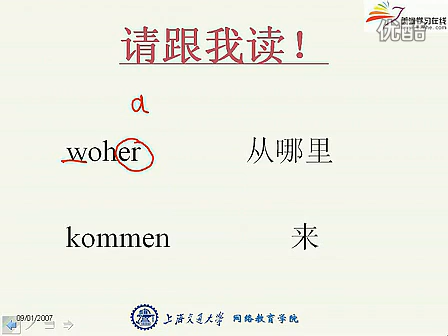 优酷
请跟我读！
a
woher 从哪里
kommen 来
09/01/2007
上海交通大学 网络教育学院